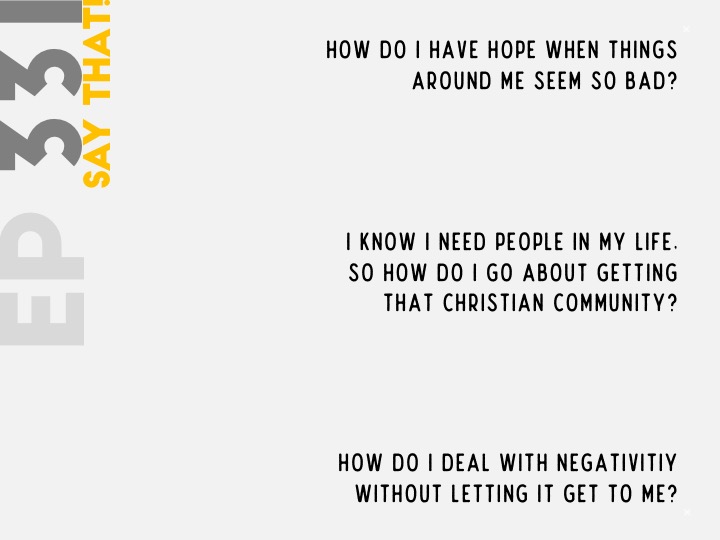 EP 331
SAY THAT!
HOW DO I HAVE HOPE WHEN THINGS
AROUND ME SEEM SO BAD?
I KNOW I NEED PEOPLE IN MY LIFE,
SO HOW DO I GO ABOUT GETTING
THAT CHRISTIAN COMMUNITY?
HOW DO I DEAL WITH NEGATIVITIY
WITHOUT LETTING IT GET TO ME?